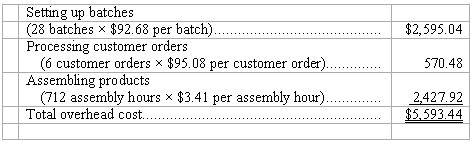 Setting up batches
(28 batches × $92.68 per batch)........................................ $2,595.04
Processing customer orders
(6 customer orders × $95.08 per customer order)............. 570.48
Assembling products
(712 assembly hours × $3.41 per assembly hour)............. 2,427.92
Total overhead cost........................................................ $5,593.44